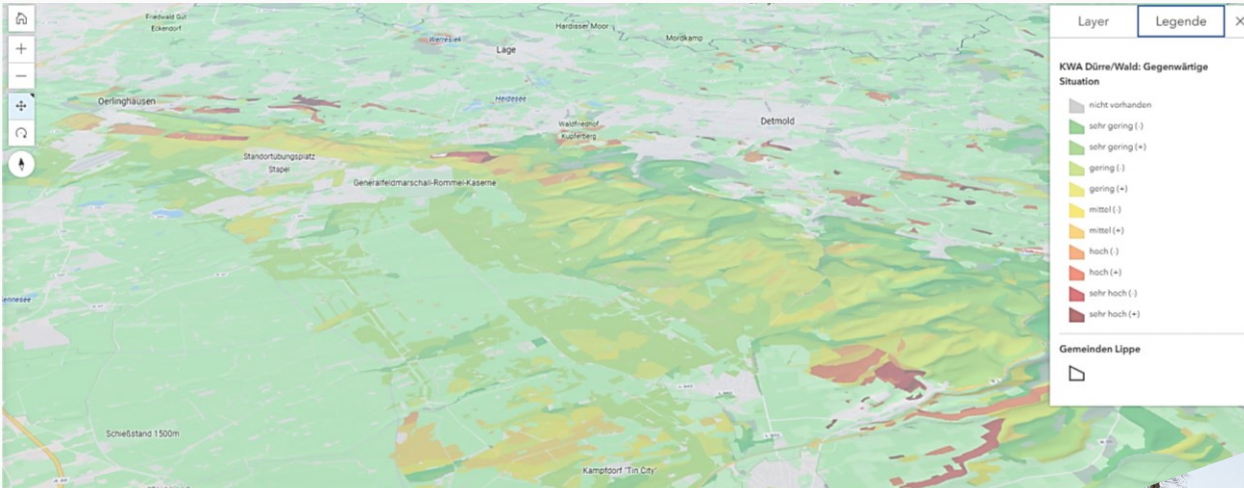 Friedwald Gut
Eckendorf
Hardisser Moor
Mordkamp
Werresiek
Lage
Oerlinghausen
Heidesee
Waldfriedhof
Kupferberg
Detmold
Standortübungsplatz
Stapel
Generalfeldmarschall-Rommel-Kaserne
Schießstand 1500m
Kampfdorf "Tin City"
Layer
Legende
KWA Dürre/Wald: Gegenwärtige
Situation
nicht vorhanden
sehr gering (-)
sehr gering (+)
gering (-)
gering (+)
mittel (-)
mittel (+)
hoch (-)
hoch (+)
sehr hoch (-)
sehr hoch (+)
Gemeinden Lippe